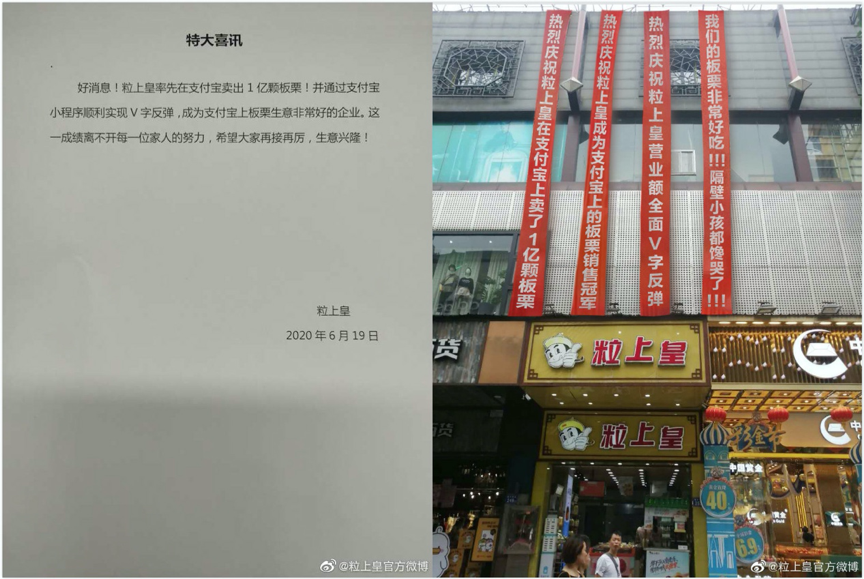 特大喜讯
好消息！粒上皇率先在支付宝卖出1亿颗板栗！并通过支付宝
小程序顺利实现V字反弹，成为支付宝上板栗生意非常好的企业。这
一成绩离不开每一位家人的努力，希望大家再接再厉，生意兴隆！
粒上皇
2020年6月19日
@粒上皇官方微博
热烈庆祝粒上皇在支付宝上卖了1亿颗板栗
热烈庆祝粒上皇成为支付宝上的板栗销售冠军
热烈庆祝粒上皇营业额全面V字反弹
我们的板栗非常好吃!!!隔壁小孩都馋哭了!!!
货
粒上皇
粒上皇
中
中国黄金
40
6.9
@粒上皇官方微博